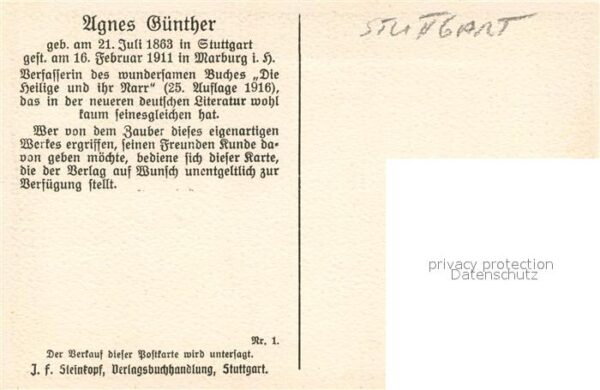 Agnes Günther
geb. am 21. Juli 1863 in Stuttgart
gest. am 16. Februar 1911 in Marburg i. H.
Verfasserin des wundersamen Buches „Die
Heilige und ihr Narr“ (25. Auflage 1916),
das in der neueren deutschen Literatur wohl
kaum seinesgleichen hat.
Wer von dem Zauber dieses eigenartigen
Werkes ergriffen, seinen Freunden Kunde da-
von geben möchte, bediene sich dieser Karte,
die der Verlag auf Wunsch unentgeltlich zur
Verfügung stellt.
Nr. 1.
Der Verkauf dieser Postkarte wird untersagt.
J. F. Steinkopf, Verlagsbuchhandlung, Stuttgart.
STUTTGART
privacy protection
Datenschutz